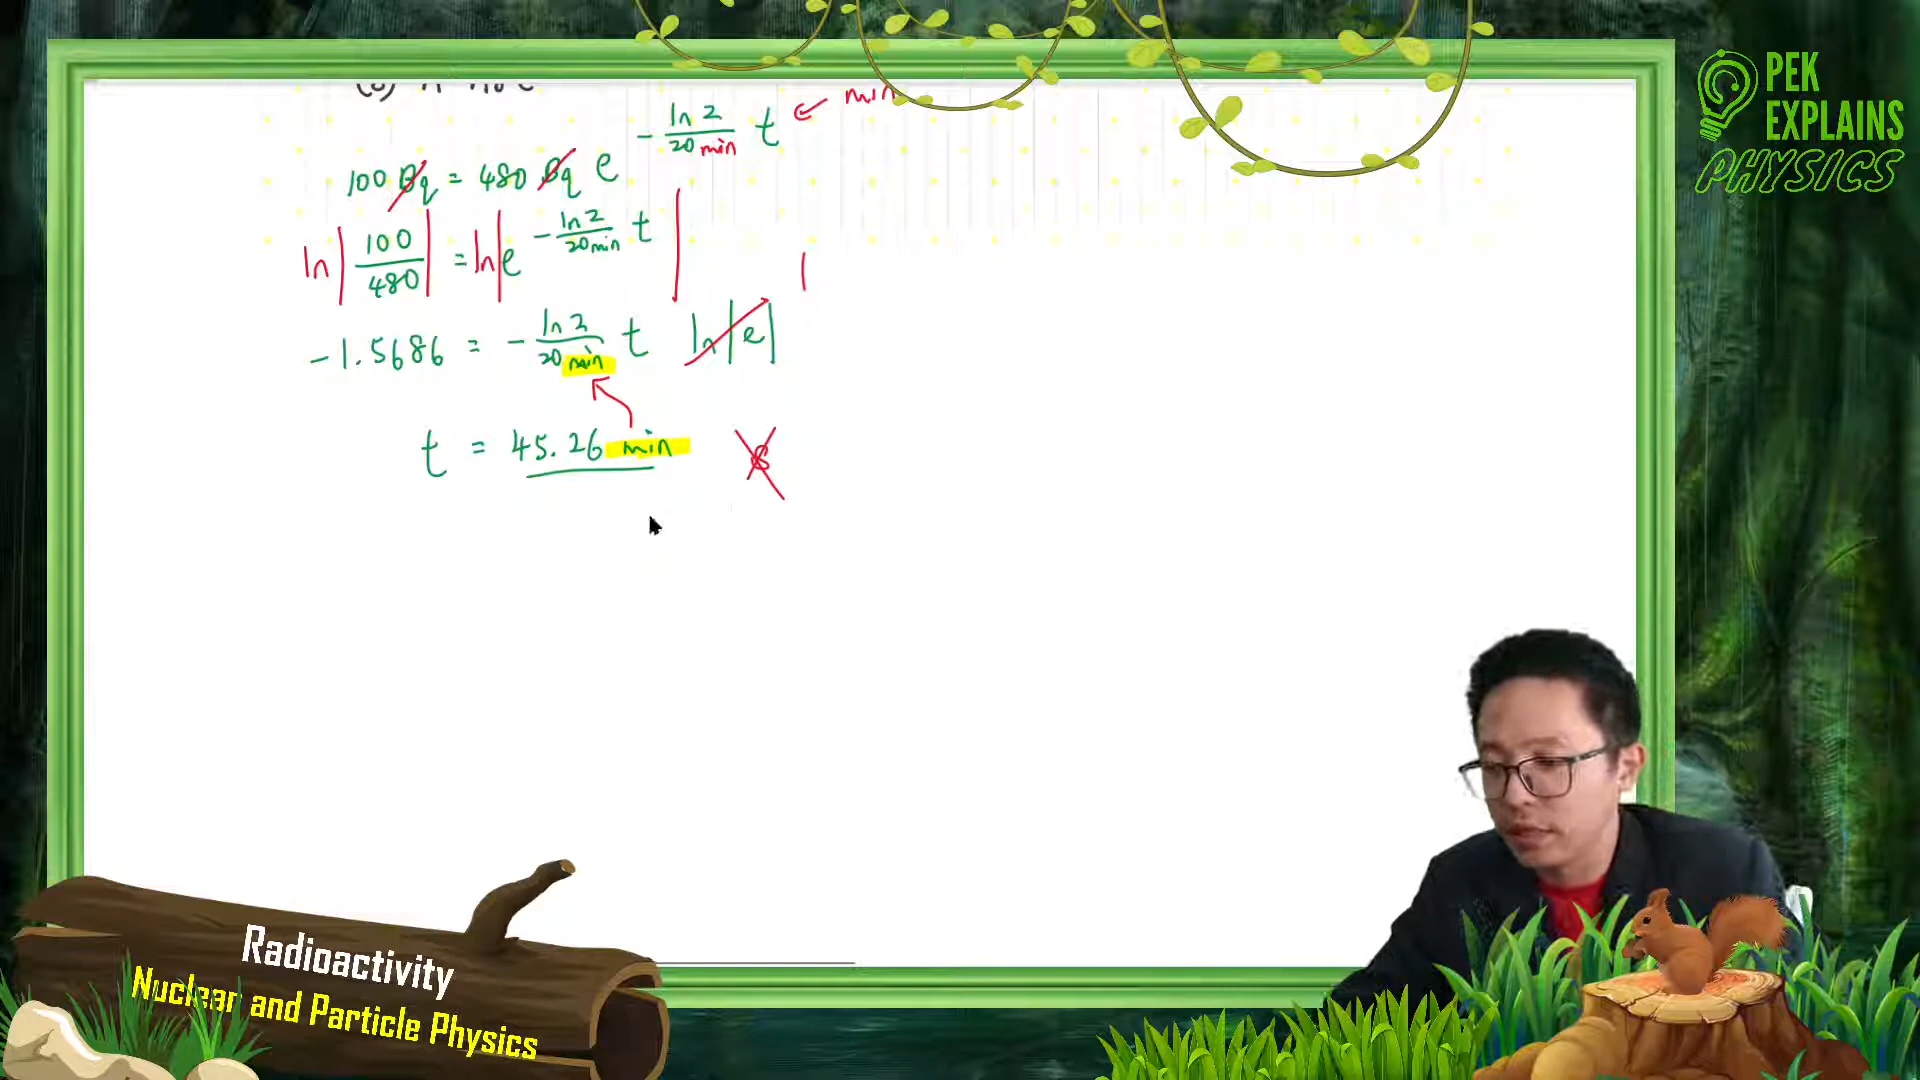 min
- ln 2 / 20 min t
100 Bq = 480 Bq e
ln | 100 / 480 | = ln | e - ln 2 / 20 min t |
- 1.5686 = - ln 2 / 20 min t ln | e |
t = 45.26 min s
PEK
EXPLAINS
PHYSICS
Radioactivity
Nuclear and Particle Physics